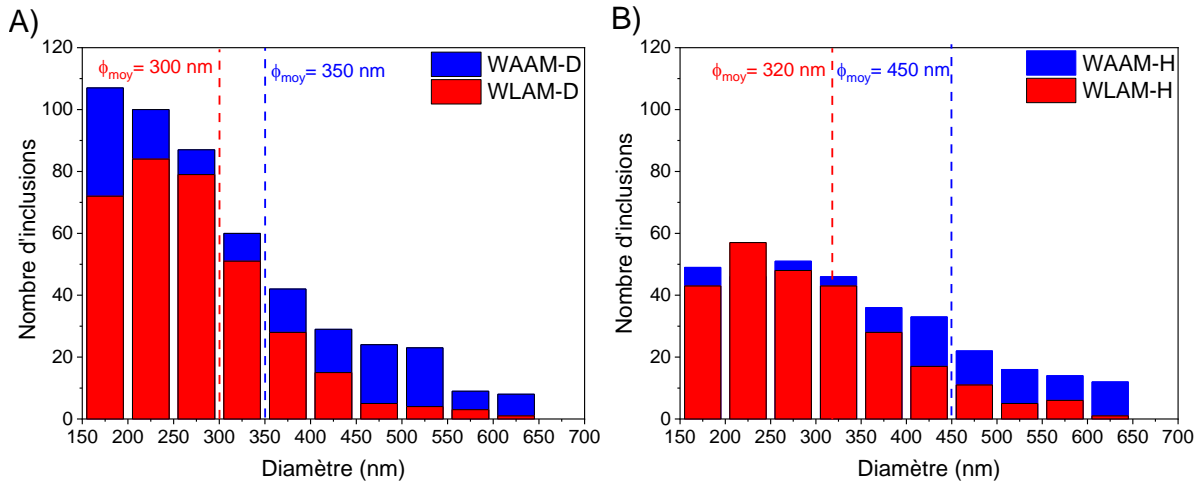 A)
120
100
80
60
40
20
0
Nombre d'inclusions
ϕmoy= 300 nm
ϕmoy= 350 nm
WAAM-D
WLAM-D
150 200 250 300 350 400 450 500 550 600 650 700
Diamètre (nm)
B)
120
100
80
60
40
20
0
Nombre d'inclusions
ϕmoy= 320 nm
ϕmoy= 450 nm
WAAM-H
WLAM-H
150 200 250 300 350 400 450 500 550 600 650 700
Diamètre (nm)